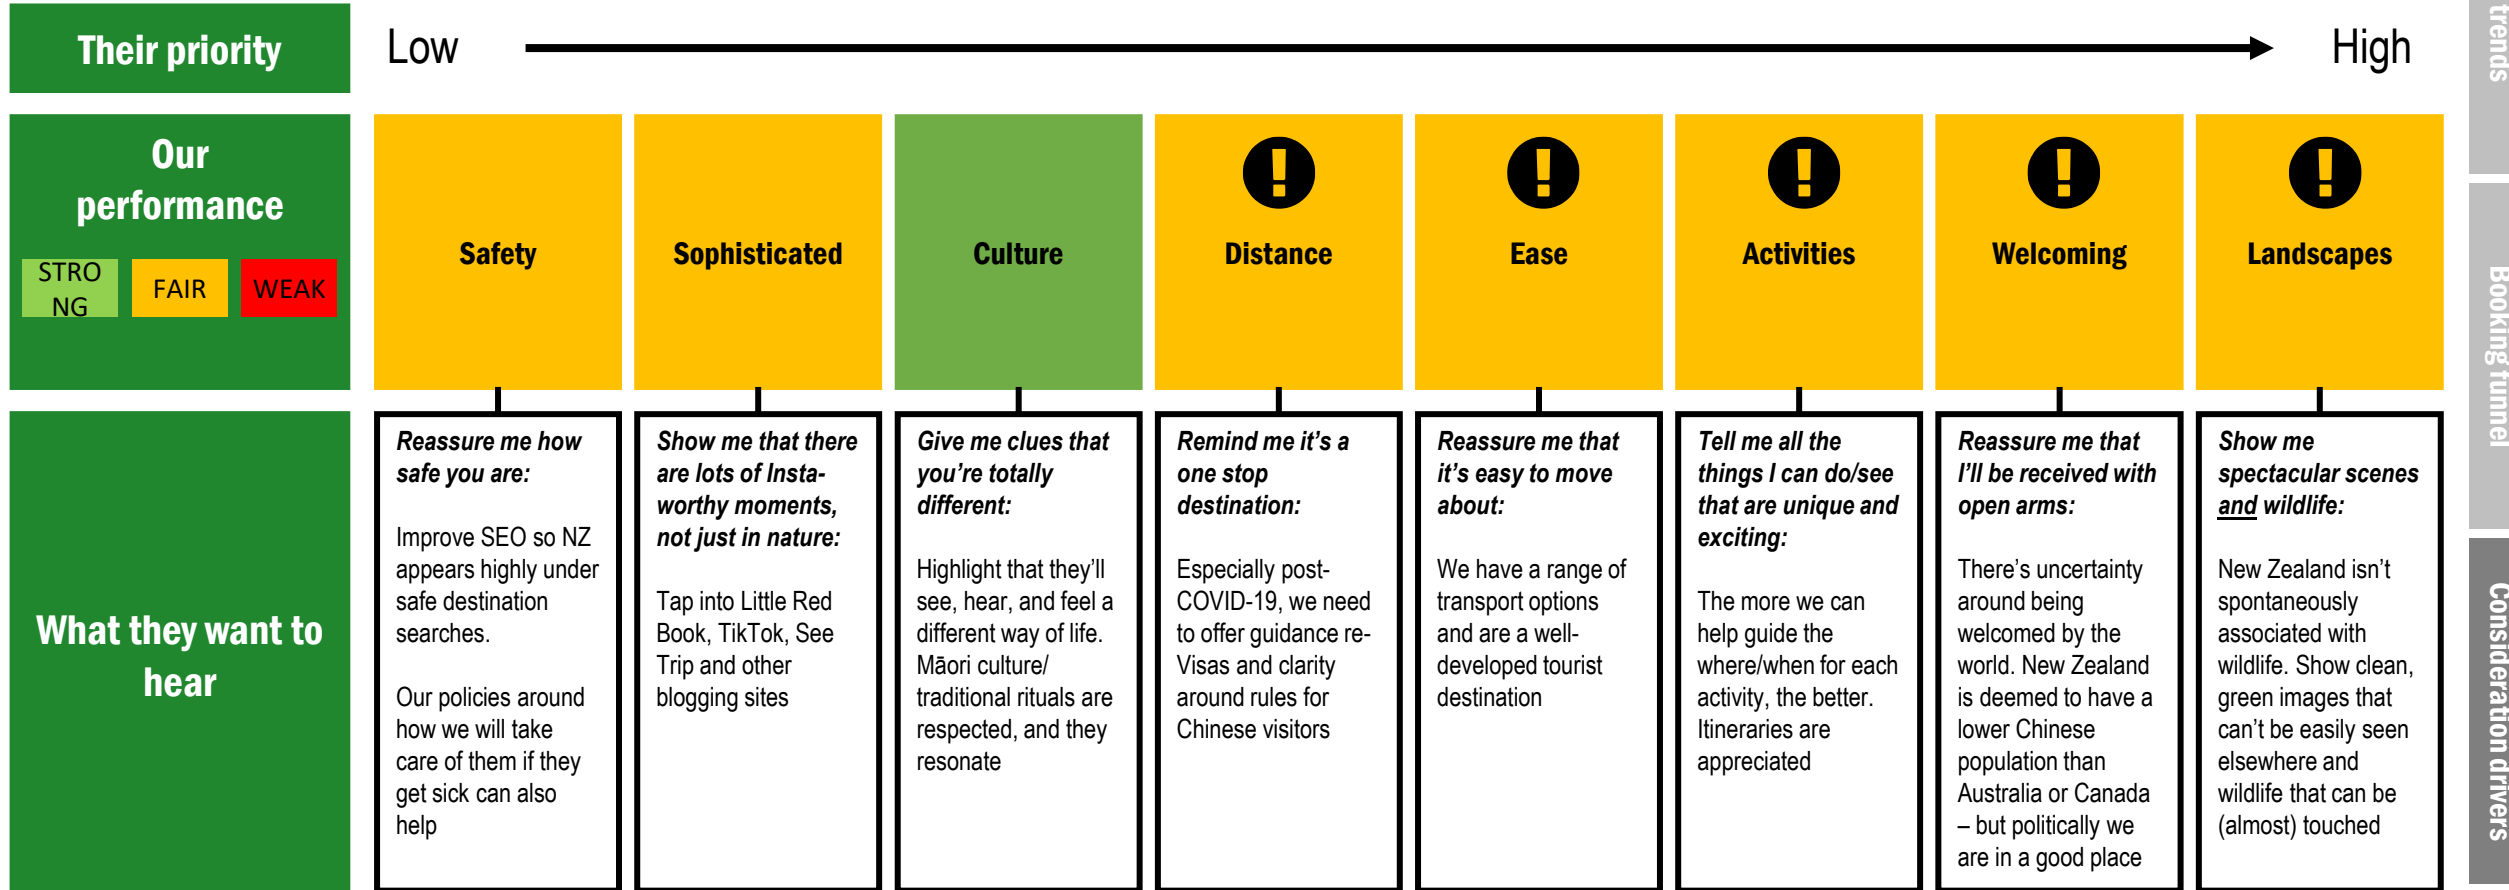 Their priority
Low
High
Our
performance
STRO
NG
FAIR
WEAK
Safety
Sophisticated
Culture
Distance
Ease
Activities
Welcoming
Landscapes
What they want to
hear
Reassure me how
safe you are:
Improve SEO so NZ
appears highly under
safe destination
searches.
Our policies around
how we will take
care of them if they
get sick can also
help
Show me that there
are lots of Insta-
worthy moments,
not just in nature:
Tap into Little Red
Book, TikTok, See
Trip and other
blogging sites
Give me clues that
you’re totally
different:
Highlight that they’ll
see, hear, and feel a
different way of life.
Māori culture/
traditional rituals are
respected, and they
resonate
Remind me it’s a
one stop
destination:
Especially post-
COVID-19, we need
to offer guidance re-
Visas and clarity
around rules for
Chinese visitors
Reassure me that
it’s easy to move
about:
We have a range of
transport options
and are a well-
developed tourist
destination
Tell me all the
things I can do/see
that are unique and
exciting:
The more we can
help guide the
where/when for each
activity, the better.
Itineraries are
appreciated
Reassure me that
I’ll be received with
open arms:
There’s uncertainty
around being
welcomed by the
world. New Zealand
is deemed to have a
lower Chinese
population than
Australia or Canada
– but politically we
are in a good place
Show me
spectacular scenes
and wildlife:
New Zealand isn’t
spontaneously
associated with
wildlife. Show clean,
green images that
can’t be easily seen
elsewhere and
wildlife that can be
(almost) touched
trends
Booking funnel
Consideration drivers